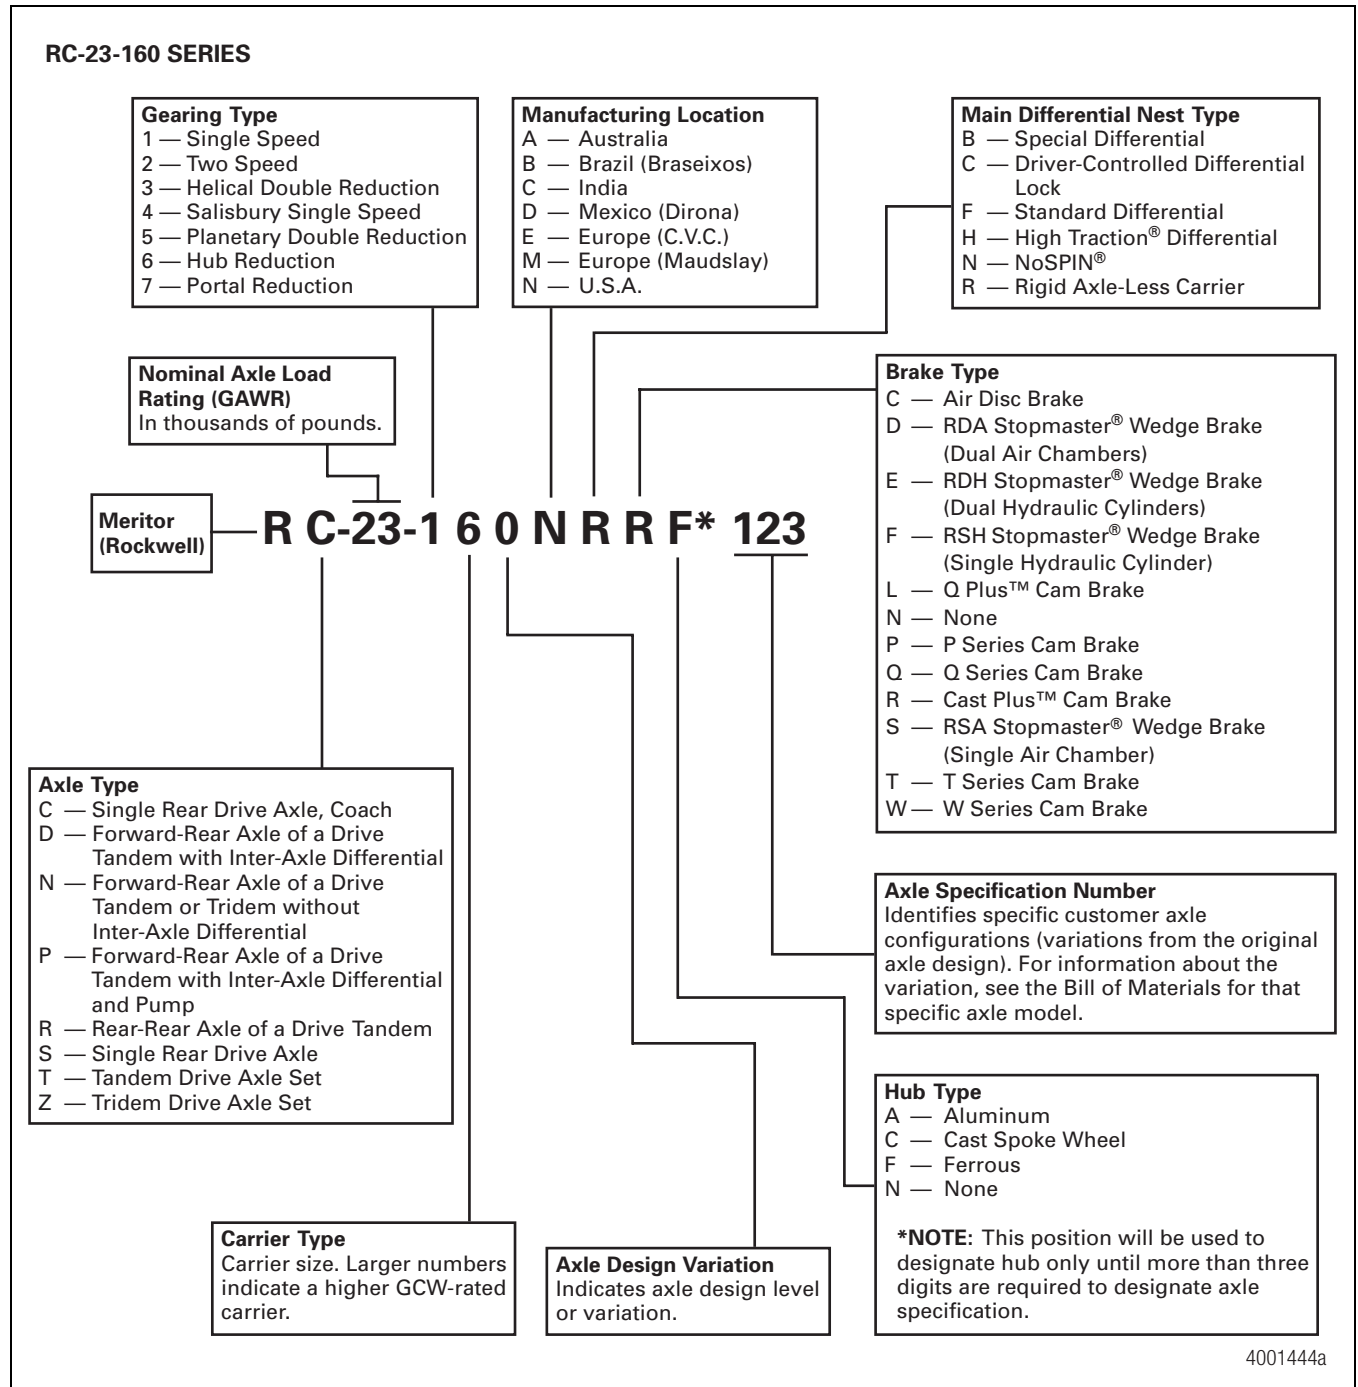 RC-23-160 SERIES
Gearing Type
1 — Single Speed
2 — Two Speed
3 — Helical Double Reduction
4 — Salisbury Single Speed
5 — Planetary Double Reduction
6 — Hub Reduction
7 — Portal Reduction
Manufacturing Location
A — Australia
B — Brazil (Braseixos)
C — India
D — Mexico (Dirona)
E — Europe (C.V.C.)
M — Europe (Maudslay)
N — U.S.A.
Main Differential Nest Type
B — Special Differential
C — Driver-Controlled Differential
Lock
F — Standard Differential
H — High Traction® Differential
N — NoSPIN®
R — Rigid Axle-Less Carrier
Nominal Axle Load
Rating (GAWR)
In thousands of pounds.
Brake Type
C — Air Disc Brake
D — RDA Stopmaster® Wedge Brake
(Dual Air Chambers)
E — RDH Stopmaster® Wedge Brake
(Dual Hydraulic Cylinders)
F — RSH Stopmaster® Wedge Brake
(Single Hydraulic Cylinder)
L — Q Plus™ Cam Brake
N — None
P — P Series Cam Brake
Q — Q Series Cam Brake
R — Cast Plus™ Cam Brake
S — RSA Stopmaster® Wedge Brake
(Single Air Chamber)
T — T Series Cam Brake
W — W Series Cam Brake
Meritor
(Rockwell)
R C-23-1 6 0 N R R F* 123
Axle Type
C — Single Rear Drive Axle, Coach
D — Forward-Rear Axle of a Drive
Tandem with Inter-Axle Differential
N — Forward-Rear Axle of a Drive
Tandem or Tridem without
Inter-Axle Differential
P — Forward-Rear Axle of a Drive
Tandem with Inter-Axle Differential
and Pump
R — Rear-Rear Axle of a Drive Tandem
S — Single Rear Drive Axle
T — Tandem Drive Axle Set
Z — Tridem Drive Axle Set
Axle Specification Number
Identifies specific customer axle
configurations (variations from the original
axle design). For information about the
variation, see the Bill of Materials for that
specific axle model.
Hub Type
A — Aluminum
C — Cast Spoke Wheel
F — Ferrous
N — None
*NOTE: This position will be used to
designate hub only until more than three
digits are required to designate axle
specification.
Carrier Type
Carrier size. Larger numbers
indicate a higher GCW-rated
carrier.
Axle Design Variation
Indicates axle design level
or variation.
4001444a